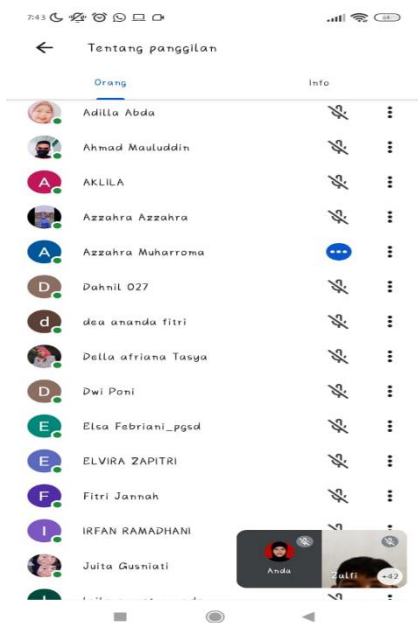 7:43
Tentang panggilan
Orang Info
Adilla Abda
Ahmad Mauluddin
A AKLILA
Azzahra Azzahra
A Azzahra Muharroma
D Dahnil 027
d dea ananda fitri
Della afriana Tasya
D Dwi Poni
E Elsa Febriani_pgsd
E ELVIRA ZAPITRI
F Fitri Jannah
I IRFAN RAMADHANI
Juita Gusniati
Anda Zalfi +42